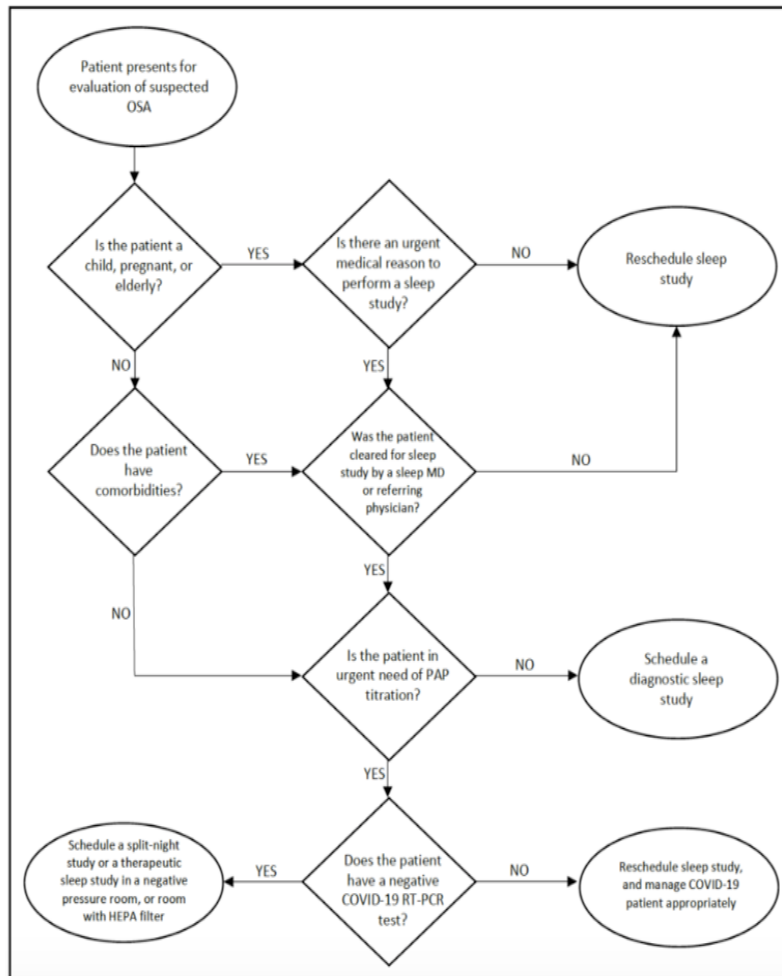 Patient presents for
evaluation of suspected
OSA
Is the patient a
child, pregnant, or
elderly?
YES
Is there an urgent
medical reason to
perform a sleep
study?
NO
Reschedule sleep
study
NO
YES
Does the patient
have
comorbidities?
YES
Was the patient
cleared for sleep
study by a sleep MD
or referring
physician?
NO
YES
NO
Is the patient in
urgent need of PAP
titration?
NO
Schedule a
diagnostic sleep
study
YES
Schedule a split-night
study or a therapeutic
sleep study in a negative
pressure room, or room
with HEPA filter
YES
Does the patient
have a negative
COVID-19 RT-PCR
test?
NO
Reschedule sleep study,
and manage COVID-19
patient appropriately